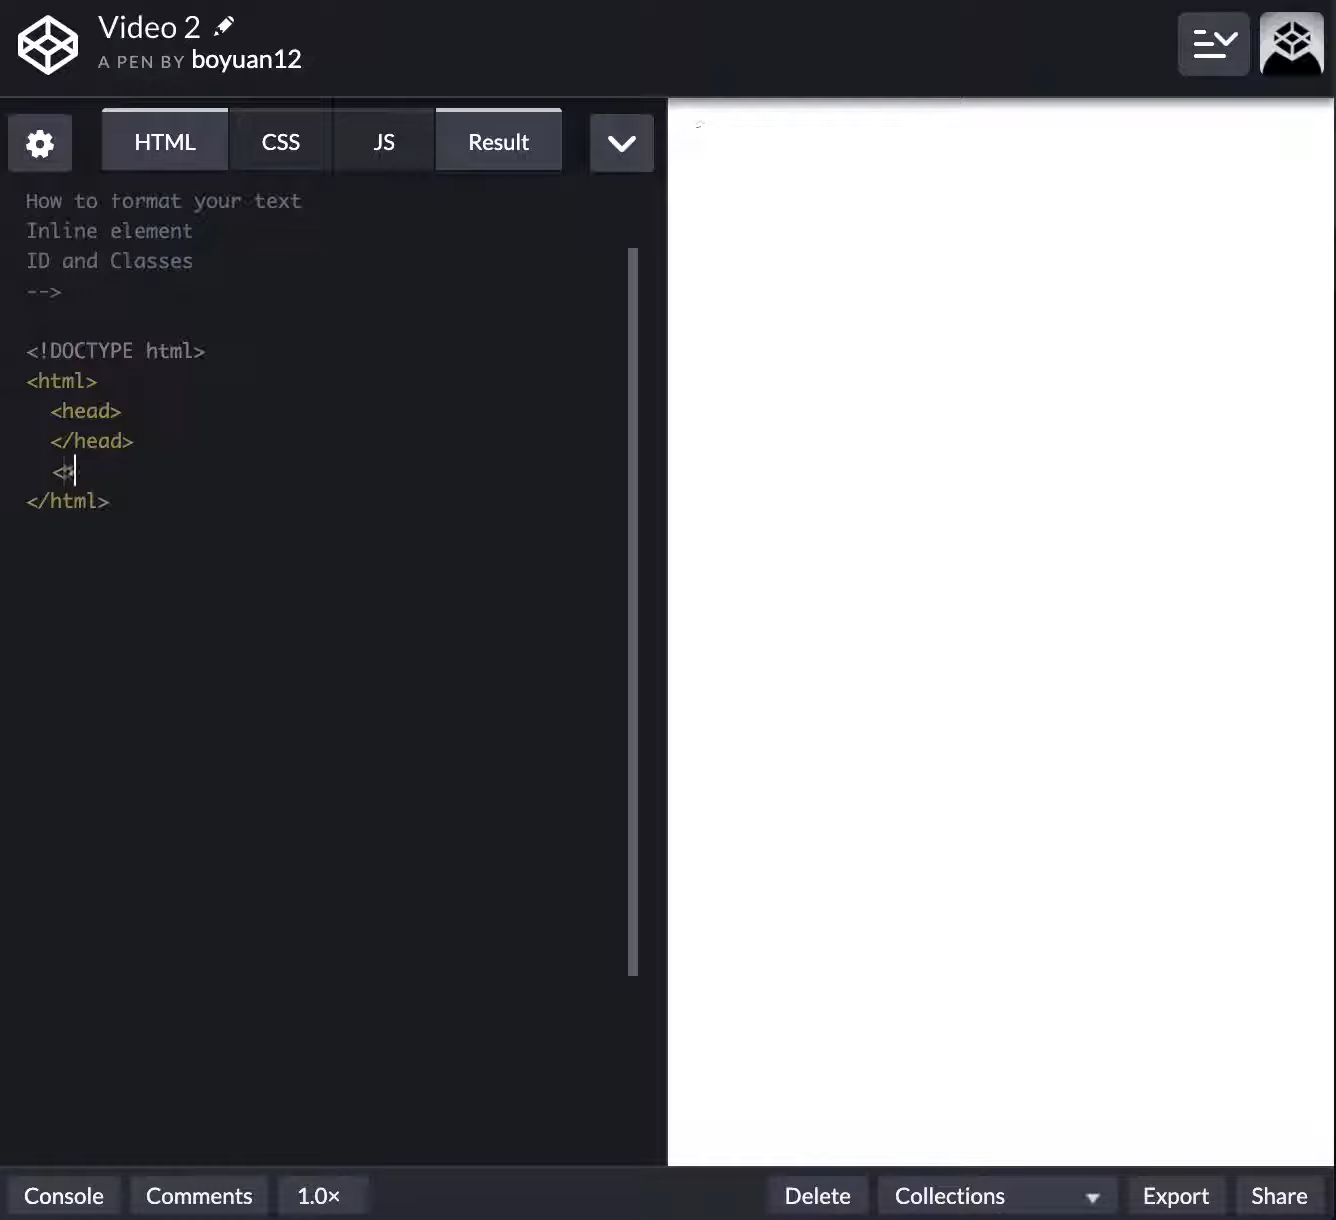 Video 2
A PEN BY boyuan12
HTML
CSS
JS
Result
How to format your text
Inline element
ID and Classes
-->
<!DOCTYPE html>
<html>
<head>
</head>
<
</html>
Console
Comments
1.0×
Delete
Collections
Export
Share